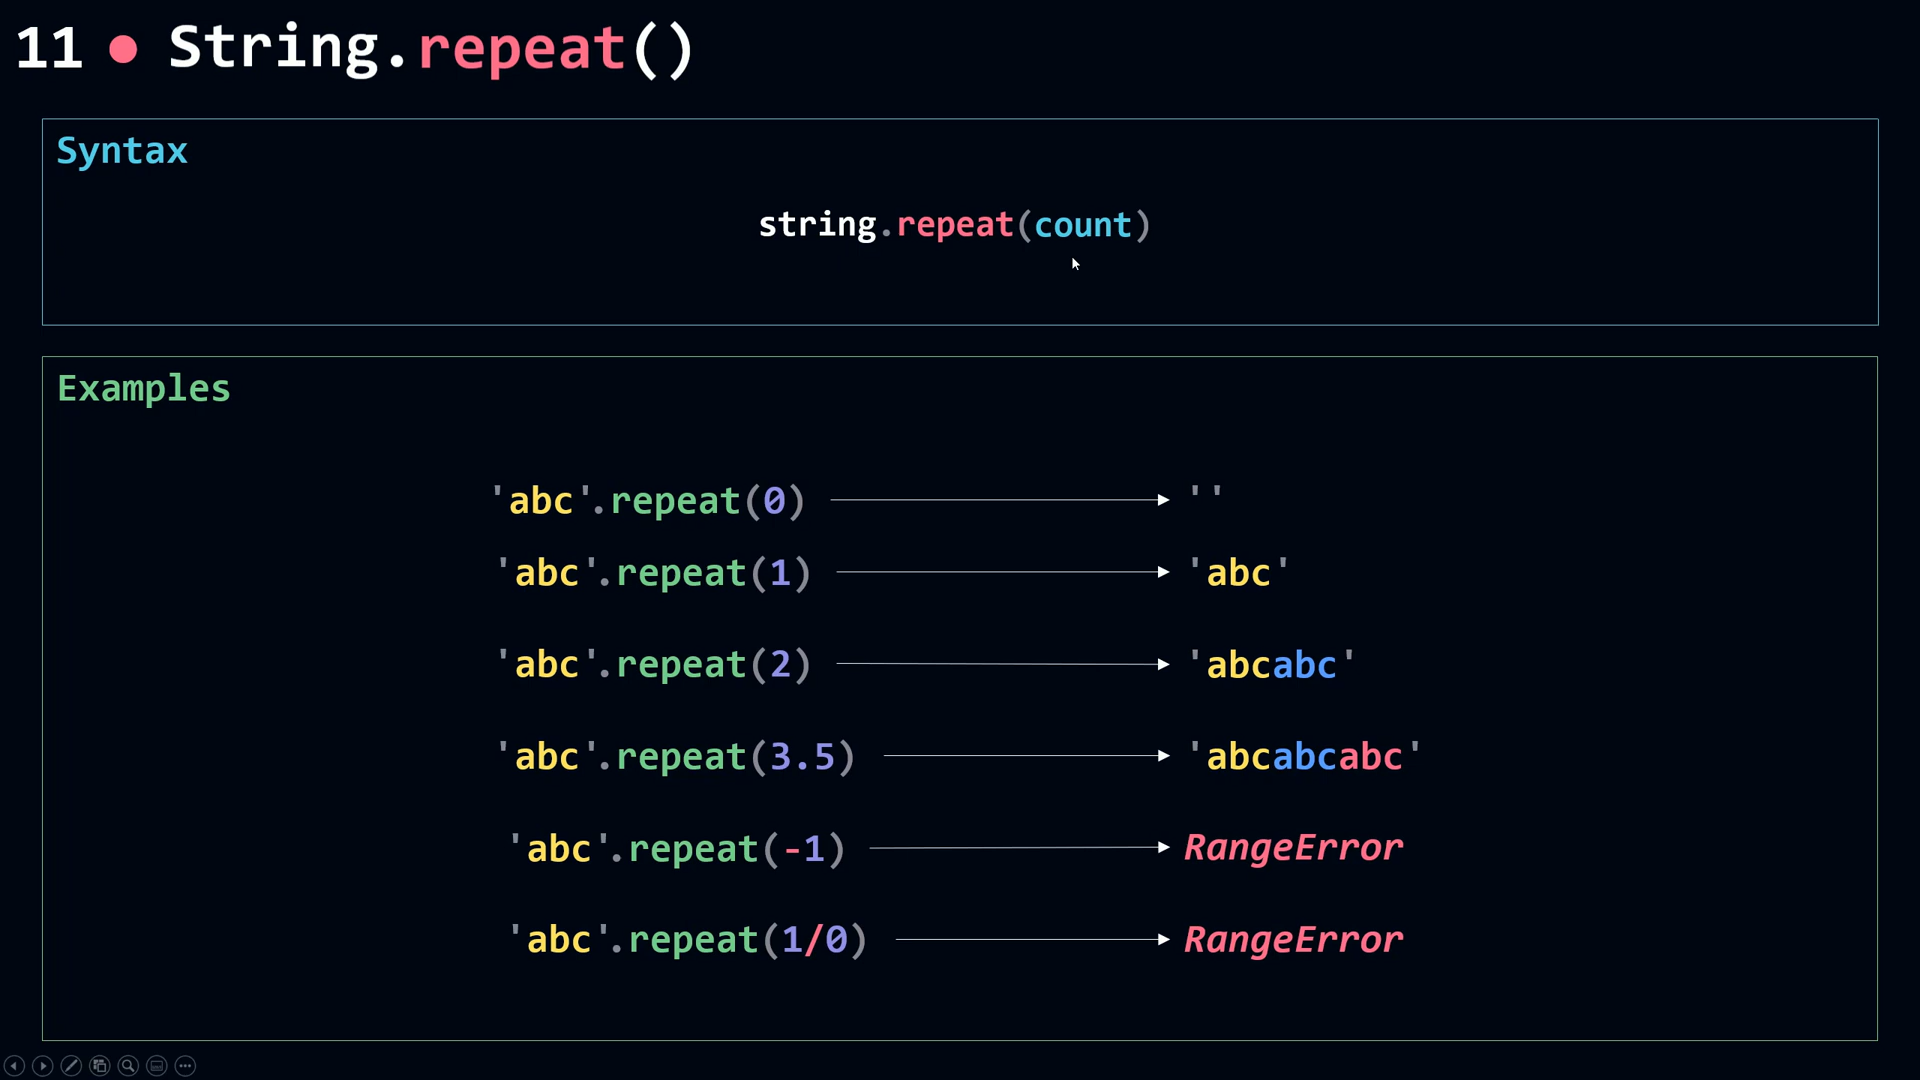 11 • String.repeat()
Syntax
string.repeat(count)
Examples
'abc'.repeat(0) ''
'abc'.repeat(1) 'abc'
'abc'.repeat(2) 'abcabc'
'abc'.repeat(3.5) 'abcabcabc'
'abc'.repeat(-1) RangeError
'abc'.repeat(1/0) RangeError